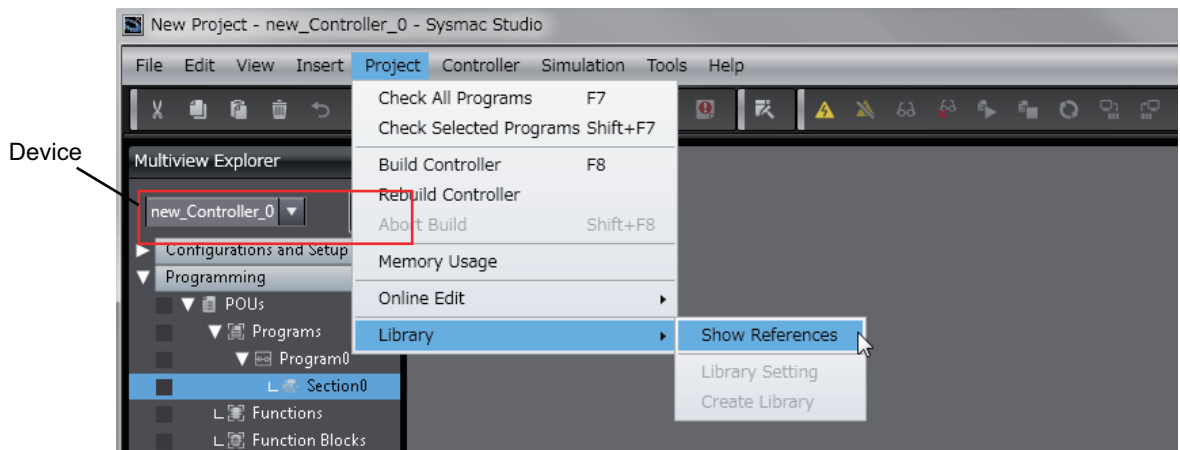 New Project - new_Controller_0 - Sysmac Studio
File Edit View Insert Project Controller Simulation Tools Help
Check All Programs F7
Check Selected Programs Shift+F7
Device
Multiview Explorer
Build Controller F8
new_Controller_0
Rebuild Controller
Abort Build Shift+F8
Configurations and Setup
Memory Usage
Programming
POUs
Online Edit
Programs
Library
Show References
Program0
Library Setting
Section0
Create Library
Functions
Function Blocks